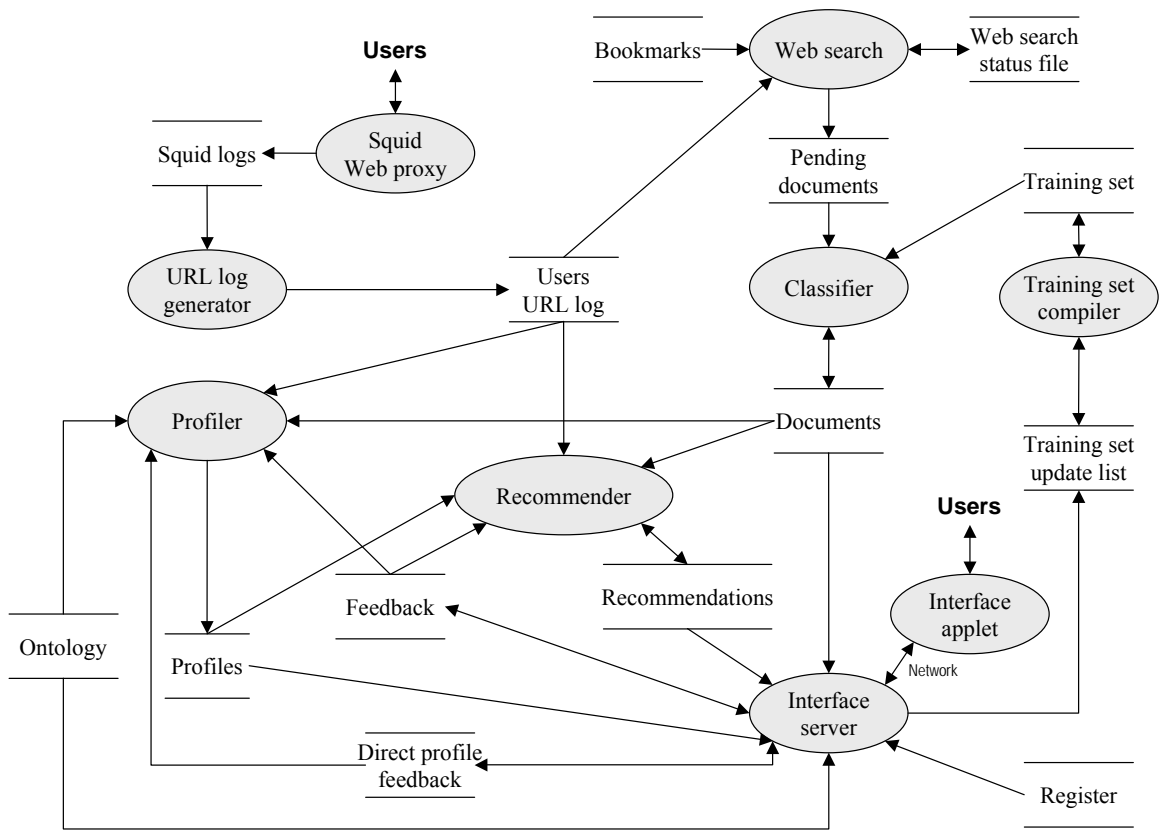 Bookmarks
Web search
Web search
status file
Users
Squid logs
Squid
Web proxy
Pending
documents
Training set
URL log
generator
Users
URL log
Classifier
Training set
compiler
Profiler
Documents
Training set
update list
Recommender
Users
Ontology
Profiles
Feedback
Recommendations
Interface
applet
Network
Interface
server
Direct profile
feedback
Register